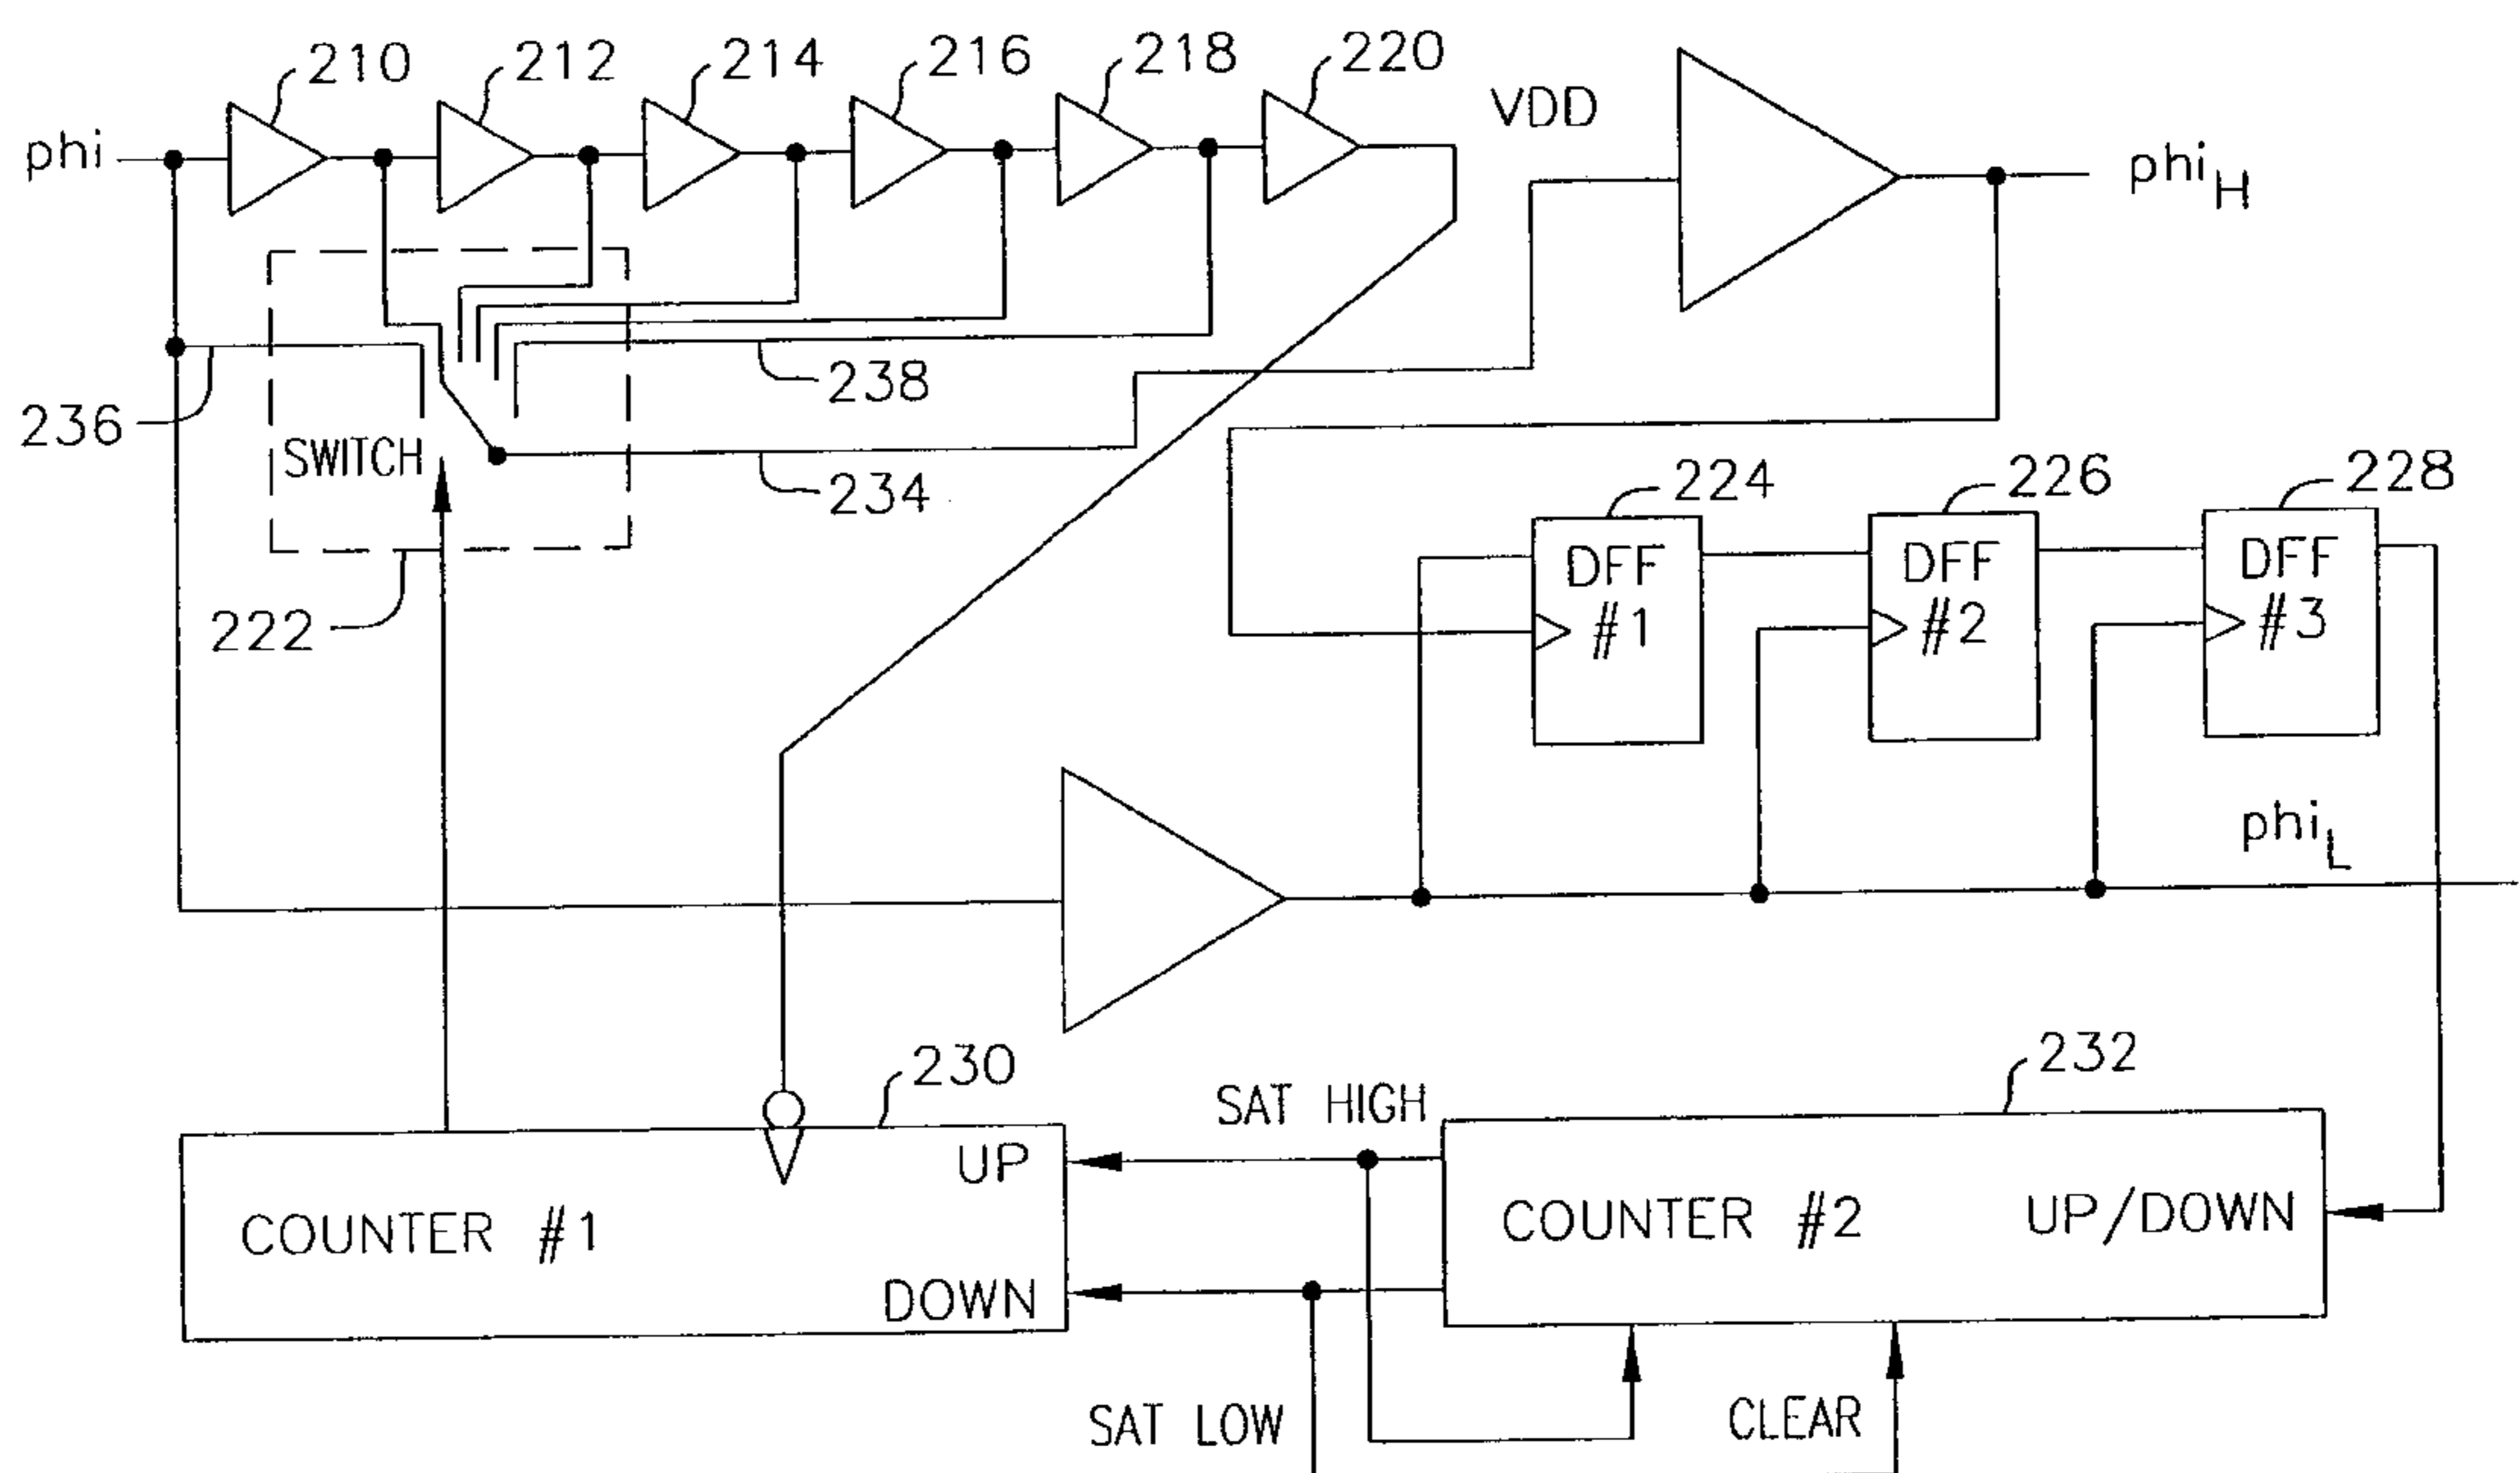 210
212
214
216
218
220
phi
VDD
phiH
238
236
SWITCH
234
224
226
228
DFF
#1
DFF
#2
DFF
#3
222
phiL
230
232
SAT HIGH
UP
COUNTER #1
DOWN
COUNTER #2
UP/DOWN
SAT LOW
CLEAR